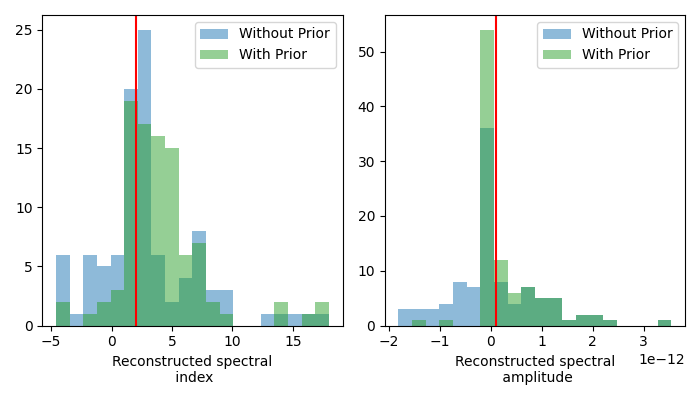 Without Prior
With Prior
25
20
15
10
5
0
−5
0
5
10
15
Reconstructed spectral
index
Without Prior
With Prior
50
40
30
20
10
0
−2
−1
0
1
2
3
1e−12
Reconstructed spectral
amplitude